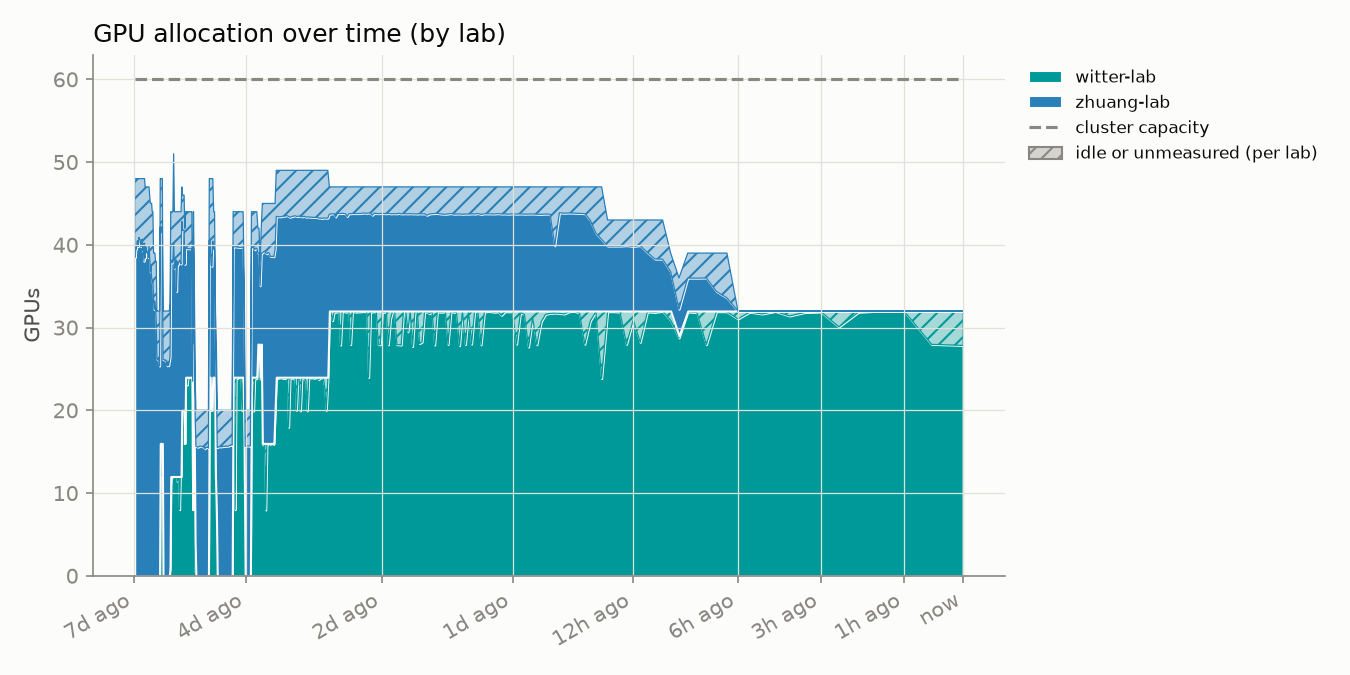 GPU allocation over time (by lab)
witter-lab
zhuang-lab
cluster capacity
idle or unmeasured (per lab)
GPUs
60
50
40
30
20
10
0
7d ago
4d ago
2d ago
1d ago
12h ago
6h ago
3h ago
1h ago
now